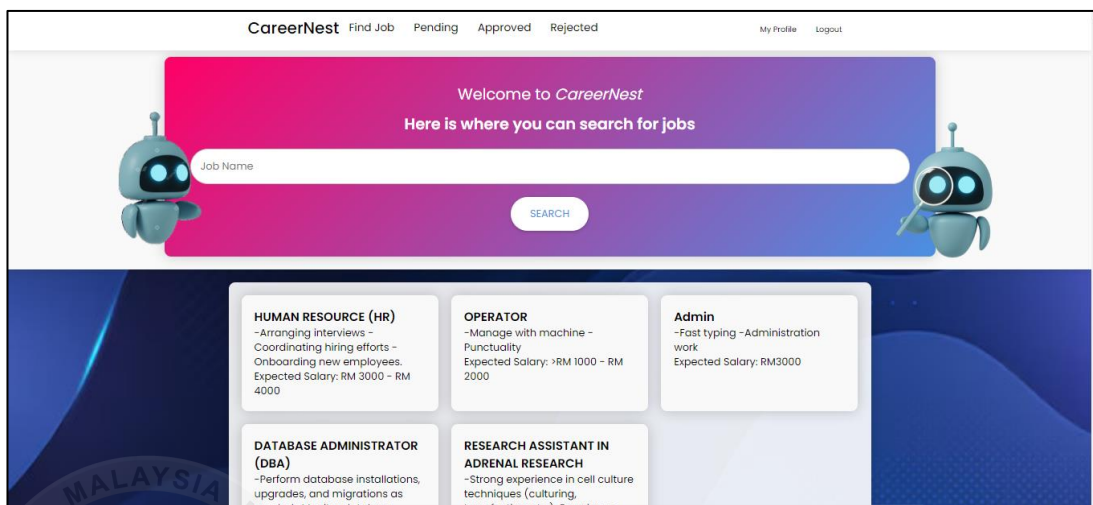 CareerNest Find Job Pending Approved Rejected My Profile Logout
Welcome to CareerNest
Here is where you can search for jobs
Job Name
SEARCH
HUMAN RESOURCE (HR)
-Arranging interviews -
Coordinating hiring efforts -
Onboarding new employees.
Expected Salary: RM 3000 - RM
4000
OPERATOR
-Manage with machine -
Punctuality
Expected Salary: >RM 1000 - RM
2000
Admin
-Fast typing -Administration
work
Expected Salary: RM3000
DATABASE ADMINISTRATOR
(DBA)
-Perform database installations,
upgrades, and migrations as
RESEARCH ASSISTANT IN
ADRENAL RESEARCH
-Strong experience in cell culture
techniques (culturing,
MALAYSIA